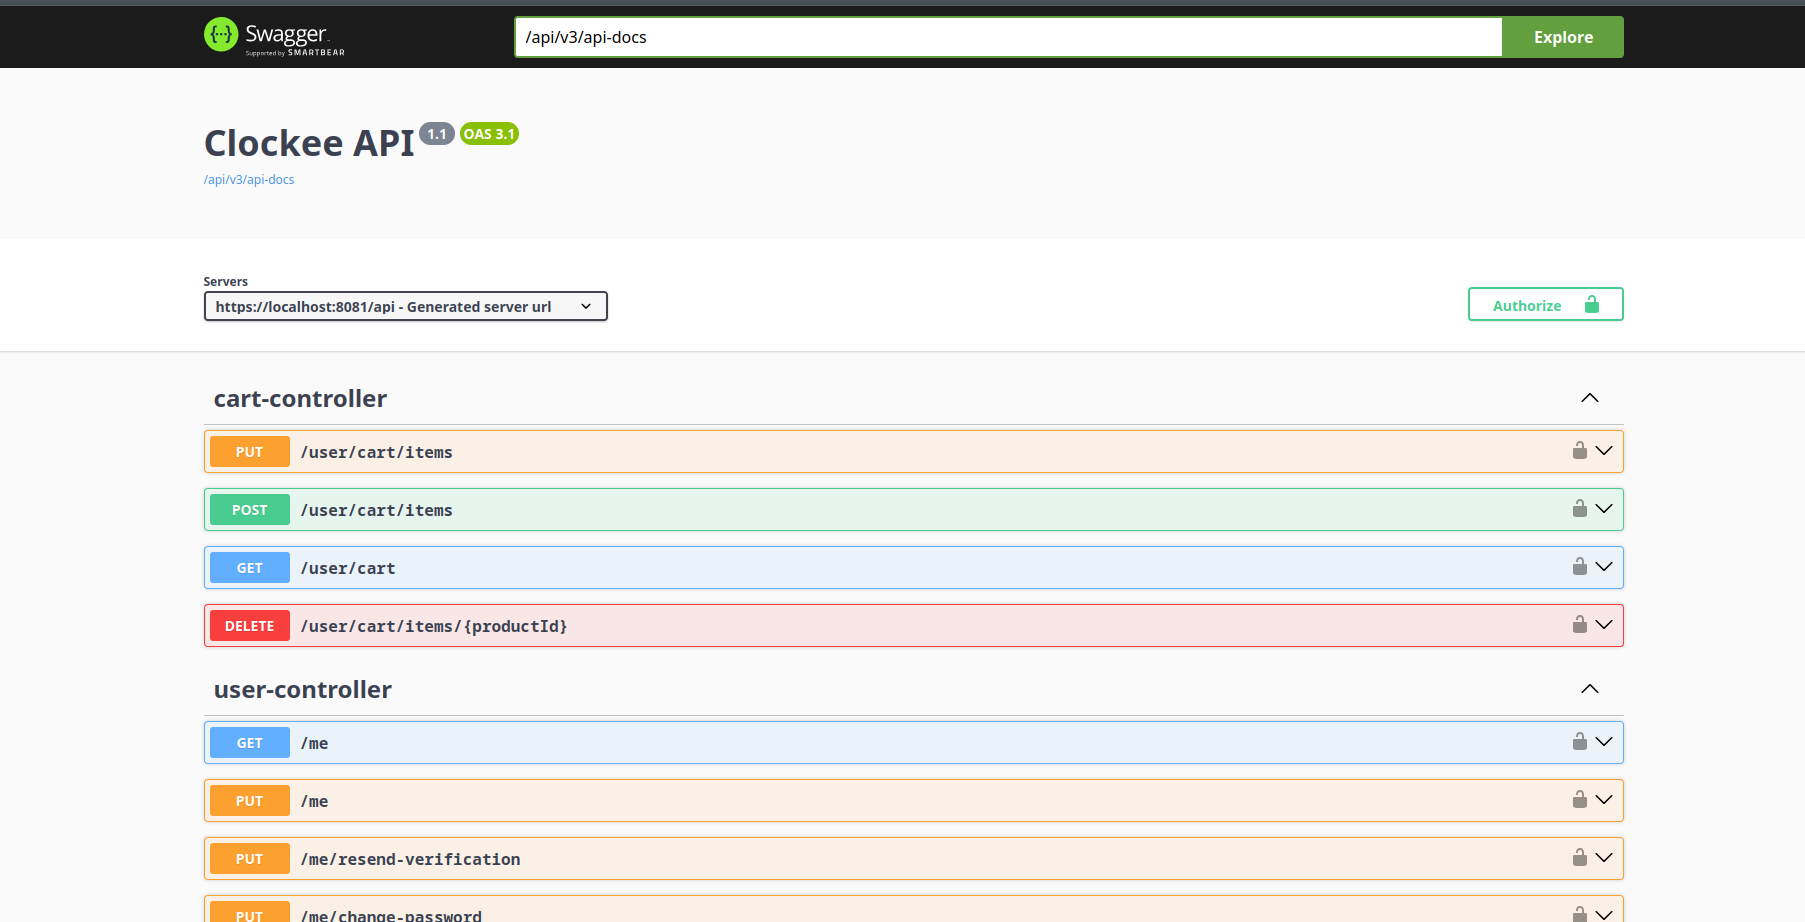 Swagger
Supported by SMARTBEAR
/api/v3/api-docs
Explore
Clockee API 1.1 OAS 3.1
/api/v3/api-docs
Servers
https://localhost:8081/api - Generated server url
Authorize
cart-controller
PUT /user/cart/items
POST /user/cart/items
GET /user/cart
DELETE /user/cart/items/{productId}
user-controller
GET /me
PUT /me
PUT /me/resend-verification
PUT /me/change-password